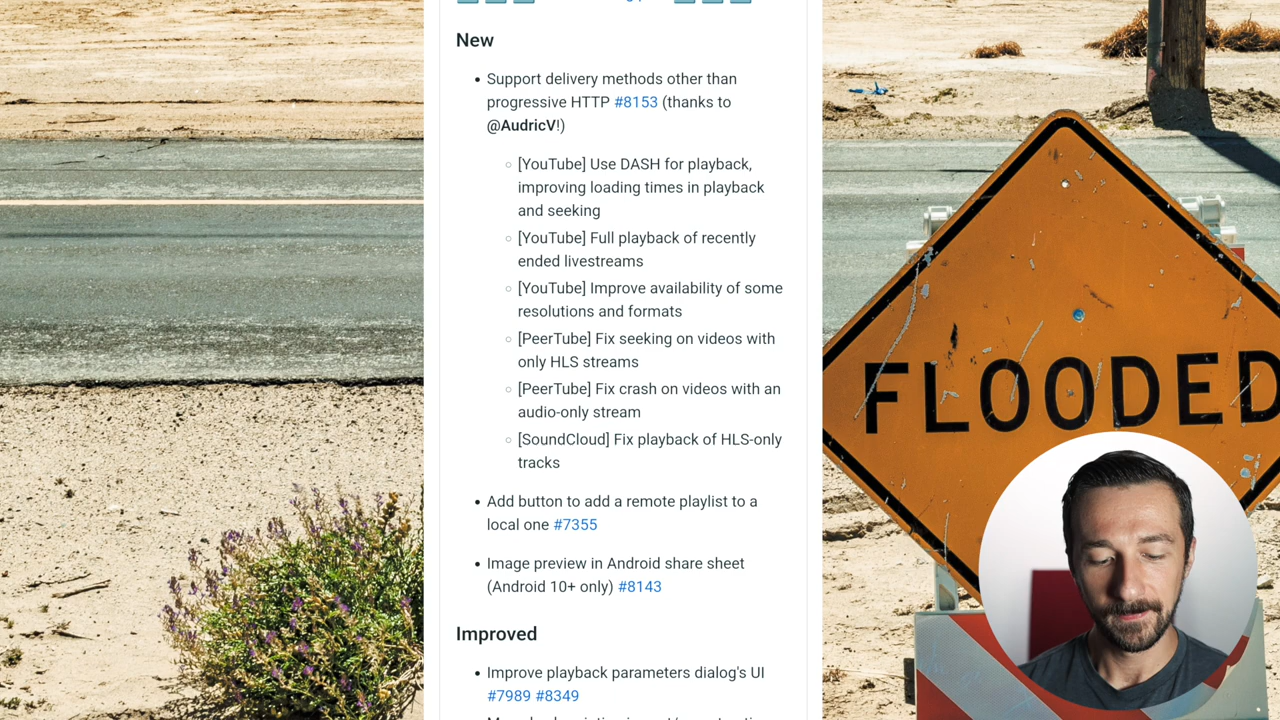 New
• Support delivery methods other than
progressive HTTP #8153 (thanks to
@AudricV!)
◦ [YouTube] Use DASH for playback,
improving loading times in playback
and seeking
◦ [YouTube] Full playback of recently
ended livestreams
◦ [YouTube] Improve availability of some
resolutions and formats
◦ [PeerTube] Fix seeking on videos with
only HLS streams
◦ [PeerTube] Fix crash on videos with an
audio-only stream
◦ [SoundCloud] Fix playback of HLS-only
tracks
• Add button to add a remote playlist to a
local one #7355
• Image preview in Android share sheet
(Android 10+ only) #8143
Improved
• Improve playback parameters dialog's UI
#7989 #8349
FLOODED